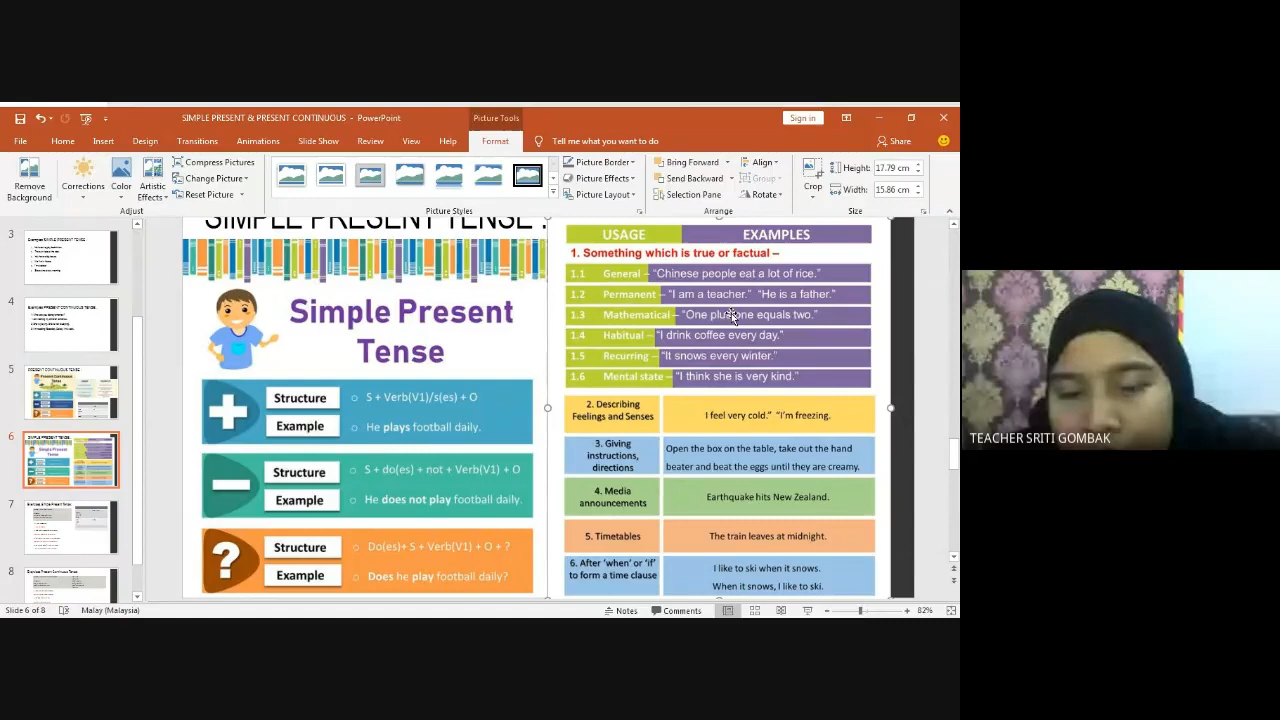 SIMPLE PRESENT & PRESENT CONTINUOUS - PowerPoint
Picture Tools
Sign in
File Home Insert Design Transitions Animations Slide Show Review View Help Format Tell me what you want to do Share
Remove Background
Corrections
Color
Artistic Effects
Compress Pictures
Change Picture
Reset Picture
Adjust
Picture Styles
Picture Border
Picture Effects
Picture Layout
Bring Forward
Send Backward
Selection Pane
Align
Group
Rotate
Arrange
Crop
Height: 17.79 cm
Width: 15.86 cm
Size
3
4
5
6
7
8
SIMPLE PRESENT TENSE :
Simple Present
Tense
Structure
S + Verb(V1)/s(es) + O
Example
He plays football daily.
Structure
S + do(es) + not + Verb(V1) + O
Example
He does not play football daily.
?
Structure
Do(es)+ S + Verb(V1) + O + ?
Example
Does he play football daily?
USAGE EXAMPLES
1. Something which is true or factual –
1.1 General – “Chinese people eat a lot of rice.”
1.2 Permanent – “I am a teacher.” “He is a father.”
1.3 Mathematical – “One plus one equals two.”
1.4 Habitual – “I drink coffee every day.”
1.5 Recurring – “It snows every winter.”
1.6 Mental state – “I think she is very kind.”
2. Describing
Feelings and Senses
I feel very cold.” “I’m freezing.
3. Giving
instructions,
directions
Open the box on the table, take out the hand
beater and beat the eggs until they are creamy.
4. Media
announcements
Earthquake hits New Zealand.
5. Timetables
The train leaves at midnight.
6. After ‘when’ or ‘if’
to form a time clause
I like to ski when it snows.
When it snows, I like to ski.
Slide 6 of 8 Malay (Malaysia)
Notes Comments 82%
TEACHER SRITI GOMBAK